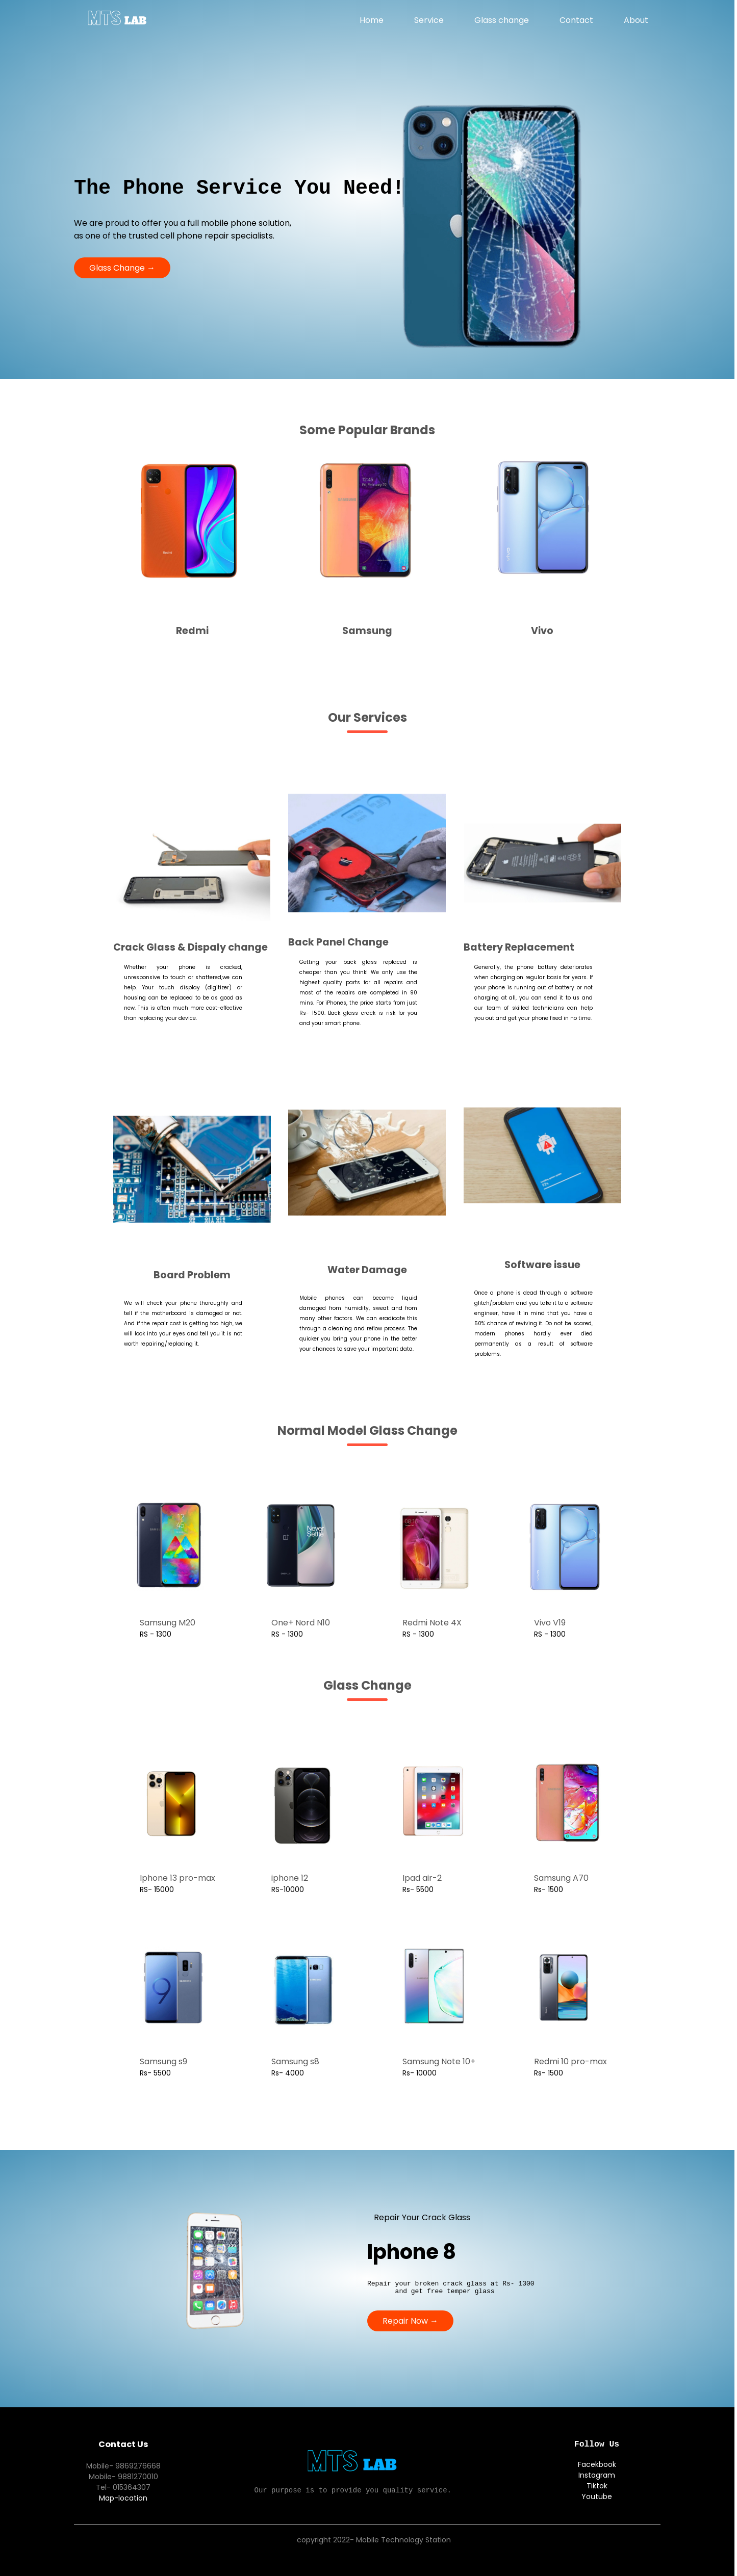 MTS LAB
Home
Service
Glass change
Contact
About
The Phone Service You Need!
We are proud to offer you a full mobile phone solution,
as one of the trusted cell phone repair specialists.
Glass Change →
Some Popular Brands
Redmi
Samsung
Vivo
Our Services
Crack Glass & Dispaly change
Whether your phone is cracked,
unresponsive to touch or shattered,we can
help. Your touch display (digitizer) or
housing can be replaced to be as good as
new. This is often much more cost-effective
than replacing your device.
Back Panel Change
Getting your back glass replaced is
cheaper than you think! We only use the
highest quality parts for all repairs and
most of the repairs are completed in 90
mins. For iPhones, the price starts from just
Rs- 1500. Back glass crack is risk for you
and your smart phone.
Battery Replacement
Generally, the phone battery deteriorates
when charging on regular basis for years. If
your phone is running out of battery or not
charging at all, you can send it to us and
our team of skilled technicians can help
you out and get your phone fixed in no time.
Board Problem
We will check your phone thoroughly and
tell if the motherboard is damaged or not.
And if the repair cost is getting too high, we
will look into your eyes and tell you it is not
worth repairing/replacing it.
Water Damage
Mobile phones can become liquid
damaged from humidity, sweat and from
many other factors. We can eradicate this
through a cleaning and reflow process. The
quicker you bring your phone in the better
your chances to save your important data.
Software issue
Once a phone is dead through a software
glitch/problem and you take it to a software
engineer, have it in mind that you have a
50% chance of reviving it. Do not be scared,
modern phones hardly ever died
permanently as a result of software
problems.
Normal Model Glass Change
Never
Settle
Samsung M20
RS - 1300
One+ Nord N10
RS - 1300
Redmi Note 4X
RS - 1300
Vivo V19
RS - 1300
Glass Change
Iphone 13 pro-max
RS- 15000
iphone 12
RS-10000
Ipad air-2
Rs- 5500
Samsung A70
Rs- 1500
9
Samsung s9
Rs- 5500
Samsung s8
Rs- 4000
Samsung Note 10+
Rs- 10000
Redmi 10 pro-max
Rs- 1500
Repair Your Crack Glass
Iphone 8
Repair your broken crack glass at Rs- 1300
and get free temper glass
Repair Now →
Contact Us
Mobile- 9869276668
Mobile- 9881270010
Tel- 015364307
Map-location
MTS LAB
Our purpose is to provide you quality service.
Follow Us
Facekbook
Instagram
Tiktok
Youtube
copyright 2022- Mobile Technology Station